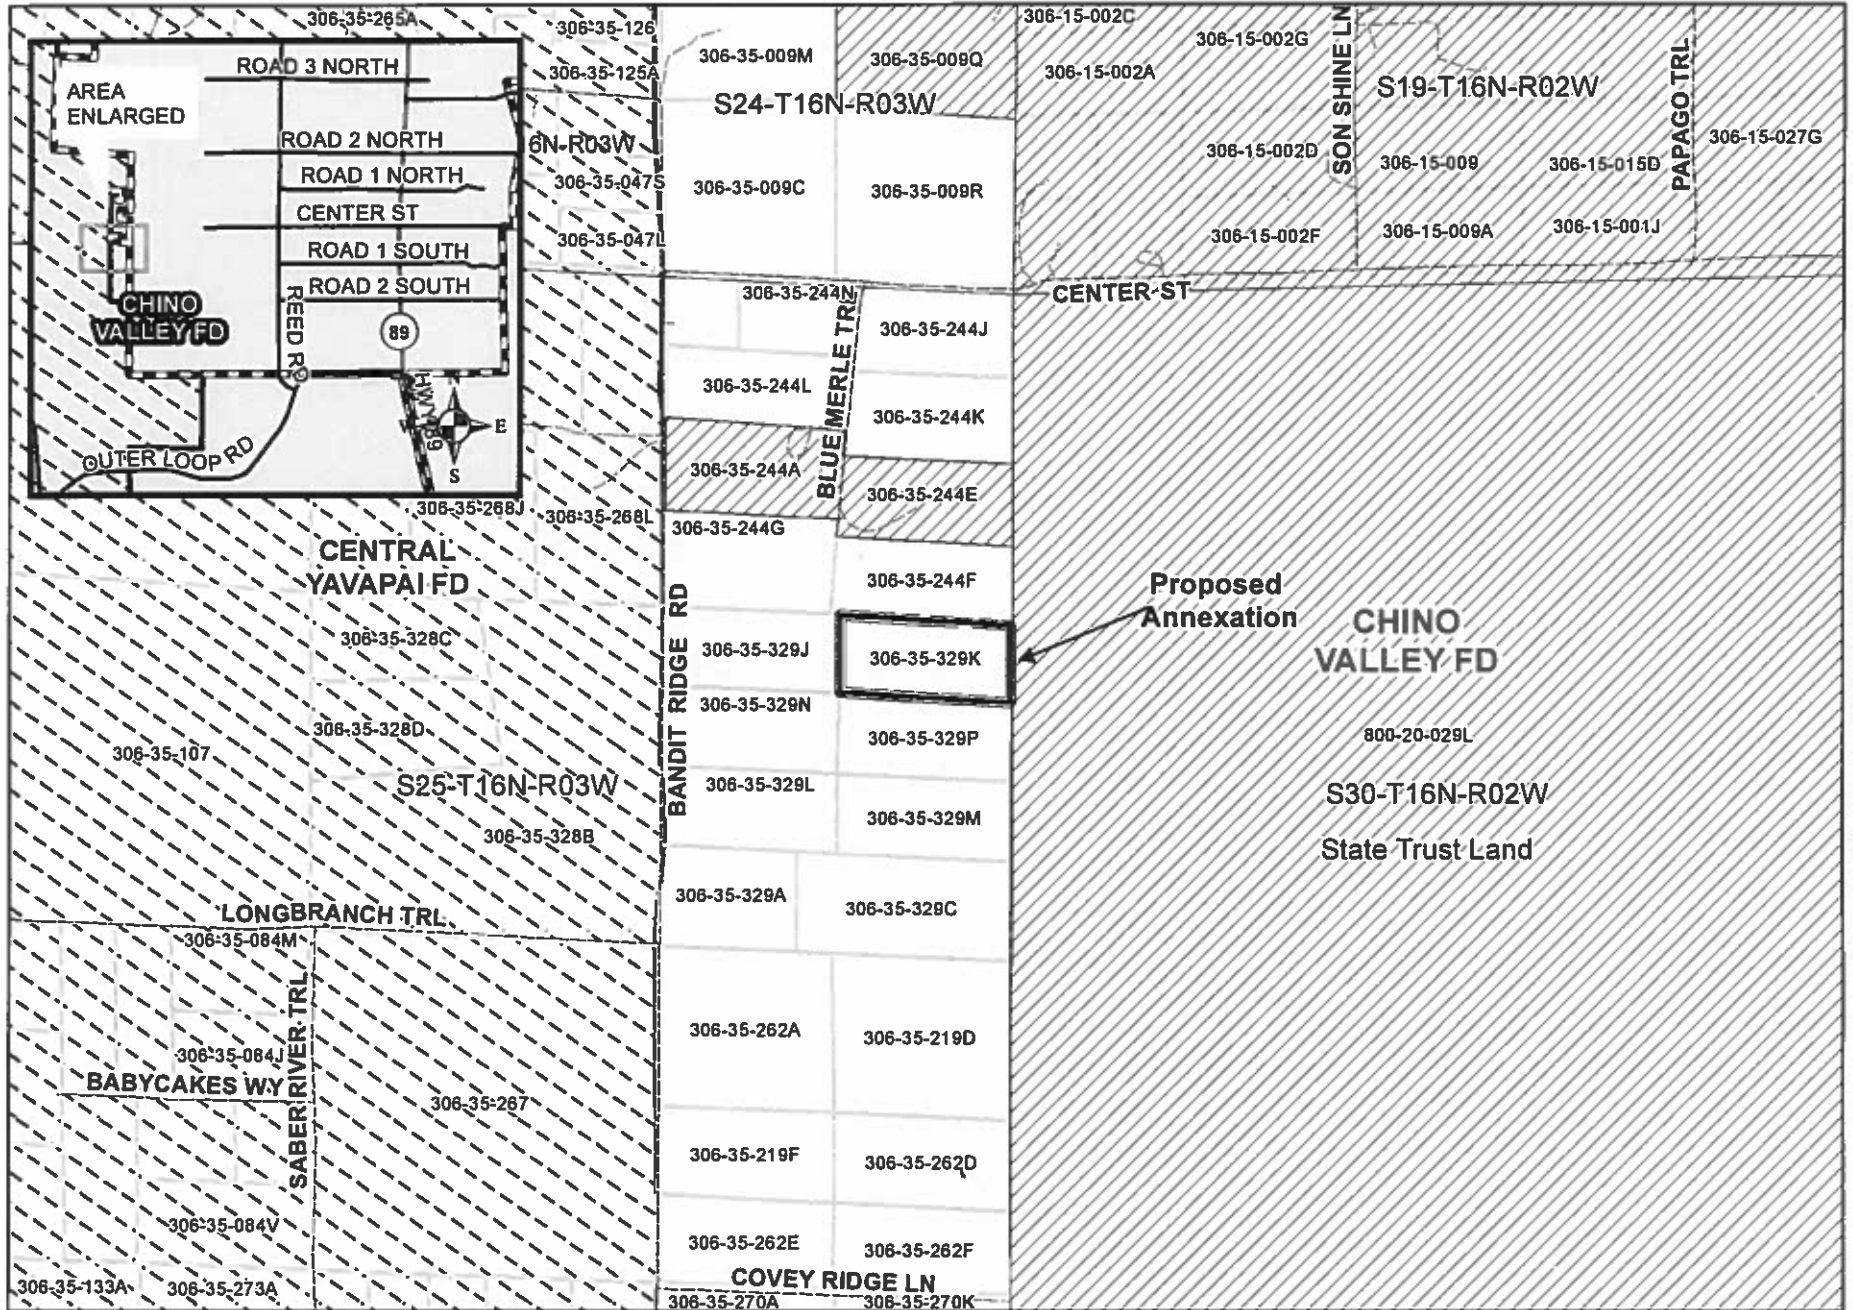 306-35-265A
306-35-126
306-35-009M
306-35-009Q
306-15-002C
306-15-002G
306-15-002A
306-35-125A
S24-T16N-R03W
S19-T16N-R02W
SON SHINE LN
PAPAGO TRL
306-15-027G
6N-R03W
306-15-002D
306-15-009
306-15-015D
306-35-047S
306-35-009C
306-35-009R
306-35-047L
306-15-002F
306-15-009A
306-15-001J
AREA
ENLARGED
ROAD 3 NORTH
ROAD 2 NORTH
ROAD 1 NORTH
CENTER ST
ROAD 1 SOUTH
ROAD 2 SOUTH
CHINO
VALLEY FD
REED RD
89
HWY 89
E
S
OUTER LOOP RD
306-35-244N
CENTER ST
BLUE MERLE TRL
306-35-244J
306-35-244L
306-35-244K
306-35-244A
306-35-244E
306-35-268J
306-35-268L
306-35-244G
CENTRAL
YAVAPAI FD
306-35-244F
Proposed
Annexation
CHINO
VALLEY FD
306-35-328C
BANDIT RIDGE RD
306-35-329J
306-35-329K
306-35-329N
306-35-328D
306-35-107
306-35-329P
800-20-029L
S25-T16N-R03W
306-35-329L
S30-T16N-R02W
306-35-328B
306-35-329M
State Trust Land
306-35-329A
306-35-329C
LONGBRANCH TRL
306-35-084M
SABER RIVER TRL
306-35-262A
306-35-219D
306-35-084J
BABYCAKES WY
306-35-267
306-35-219F
306-35-262D
306-35-084V
306-35-262E
306-35-262F
COVEY RIDGE LN
306-35-133A
306-35-273A
306-35-270A
306-35-270K